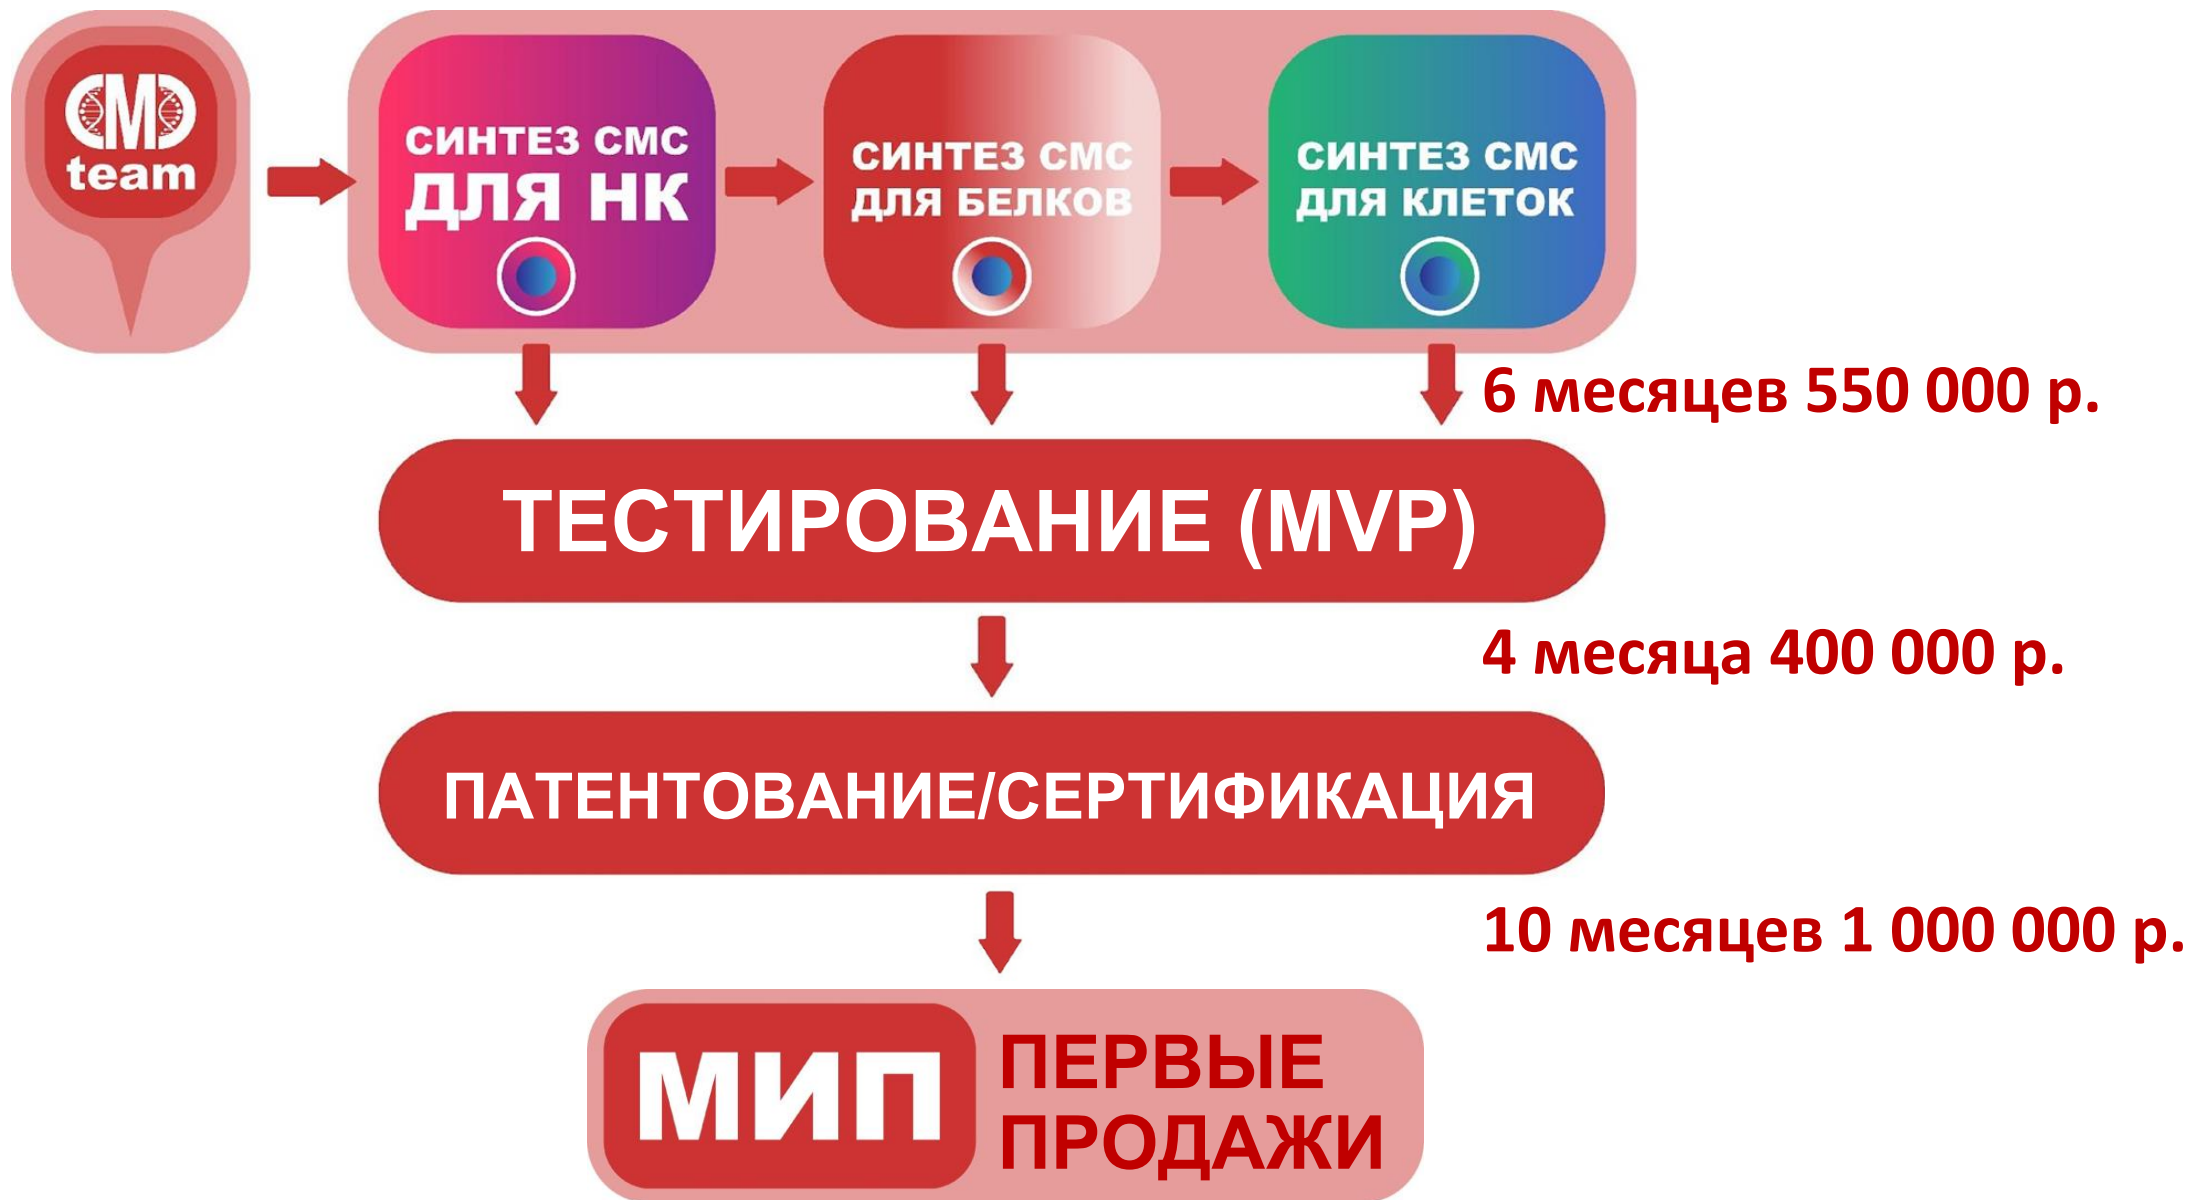 CMC
team
СИНТЕЗ СМС
ДЛЯ НК
СИНТЕЗ СМС
ДЛЯ БЕЛКОВ
СИНТЕЗ СМС
ДЛЯ КЛЕТОК
6 месяцев 550 000 р.
ТЕСТИРОВАНИЕ (MVP)
4 месяца 400 000 р.
ПАТЕНТОВАНИЕ/СЕРТИФИКАЦИЯ
10 месяцев 1 000 000 р.
МИП
ПЕРВЫЕ
ПРОДАЖИ